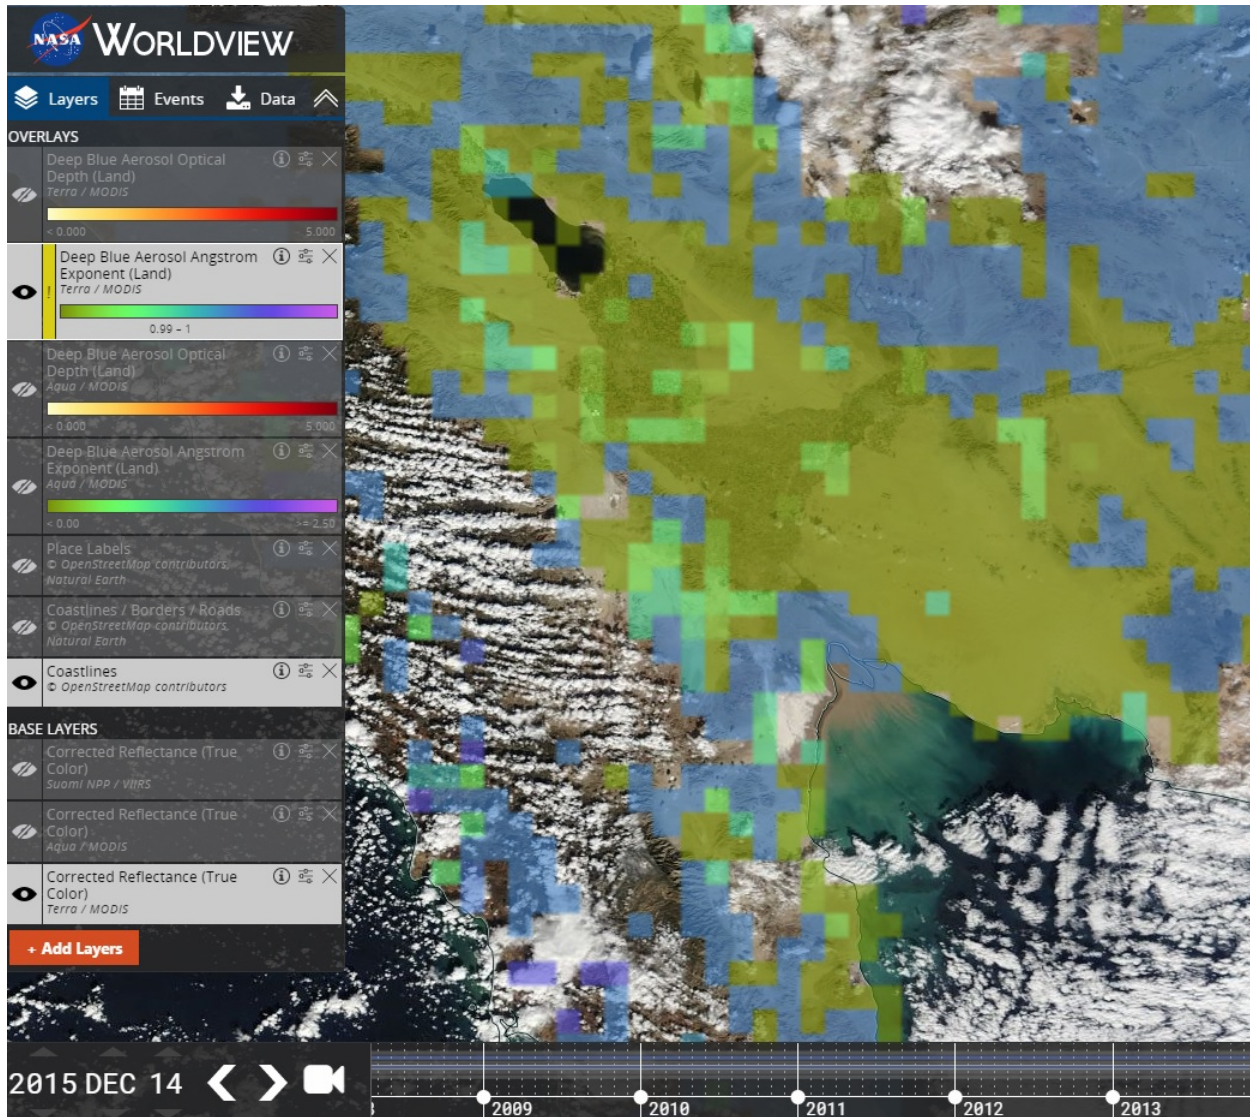 NASA WORLDVIEW
Layers Events Data
OVERLAYS
Deep Blue Aerosol Optical
Depth (Land)
Terra / MODIS
< 0.000 5.000
Deep Blue Aerosol Angstrom
Exponent (Land)
Terra / MODIS
0.99 – 1
Deep Blue Aerosol Optical
Depth (Land)
Aqua / MODIS
< 0.000 5.000
Deep Blue Aerosol Angstrom
Exponent (Land)
Aqua / MODIS
< 0.00 >= 2.50
Place Labels
© OpenStreetMap contributors,
Natural Earth
Coastlines / Borders / Roads
© OpenStreetMap contributors,
Natural Earth
Coastlines
© OpenStreetMap contributors
BASE LAYERS
Corrected Reflectance (True
Color)
Suomi NPP / VIIRS
Corrected Reflectance (True
Color)
Aqua / MODIS
Corrected Reflectance (True
Color)
Terra / MODIS
+ Add Layers
2015 DEC 14
2009 2010 2011 2012 2013